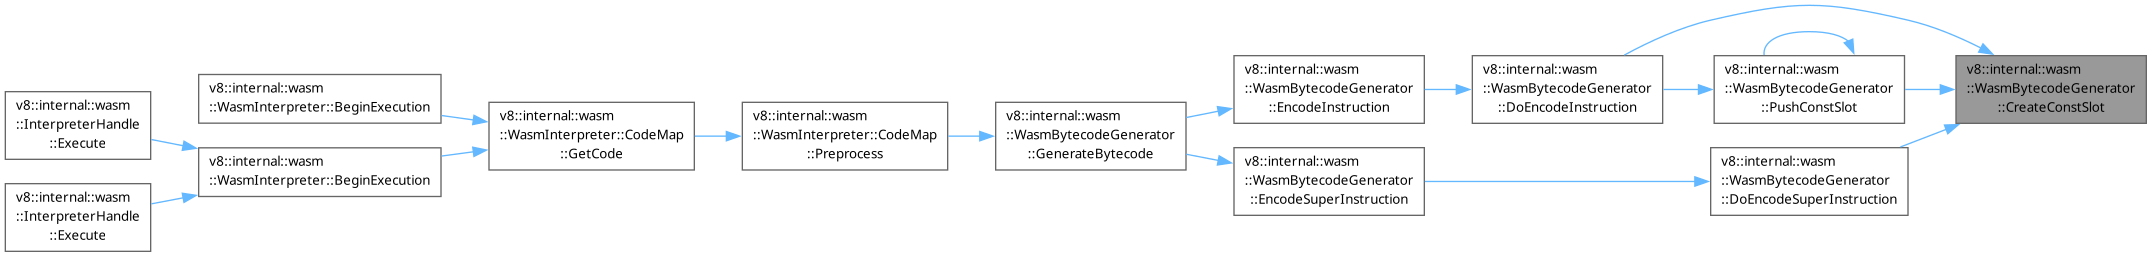 v8::internal::wasm
::InterpreterHandle
::Execute
v8::internal::wasm
::InterpreterHandle
::Execute
v8::internal::wasm
::WasmInterpreter::BeginExecution
v8::internal::wasm
::WasmInterpreter::BeginExecution
v8::internal::wasm
::WasmInterpreter::CodeMap
::GetCode
v8::internal::wasm
::WasmInterpreter::CodeMap
::Preprocess
v8::internal::wasm
::WasmBytecodeGenerator
::GenerateBytecode
v8::internal::wasm
::WasmBytecodeGenerator
::EncodeInstruction
v8::internal::wasm
::WasmBytecodeGenerator
::EncodeSuperInstruction
v8::internal::wasm
::WasmBytecodeGenerator
::DoEncodeInstruction
v8::internal::wasm
::WasmBytecodeGenerator
::PushConstSlot
v8::internal::wasm
::WasmBytecodeGenerator
::DoEncodeSuperInstruction
v8::internal::wasm
::WasmBytecodeGenerator
::CreateConstSlot